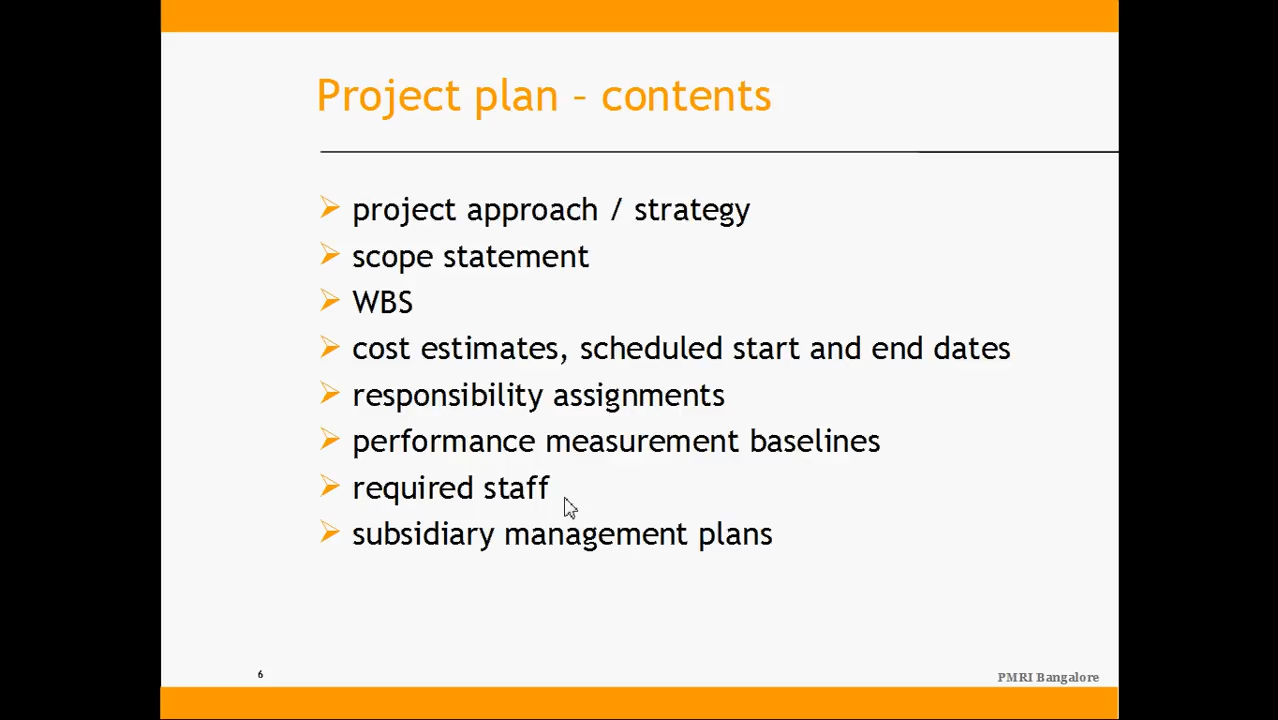 Project plan – contents
project approach / strategy
scope statement
WBS
cost estimates, scheduled start and end dates
responsibility assignments
performance measurement baselines
required staff
subsidiary management plans
6
PMRI Bangalore